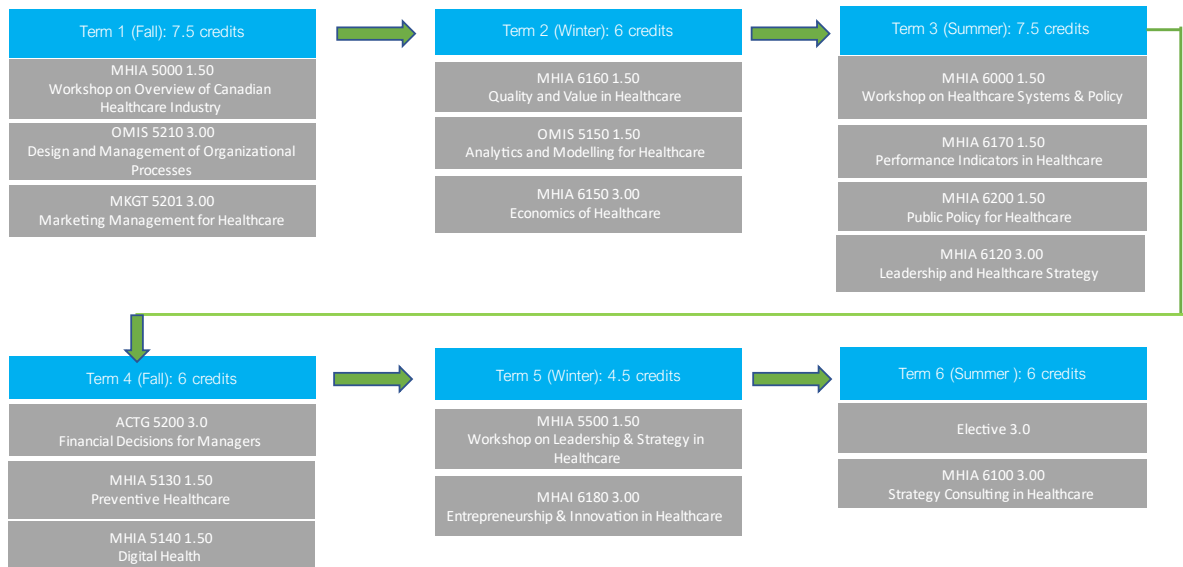 Term 1 (Fall): 7.5 credits
MHIA 5000 1.50
Workshop on Overview of Canadian
Healthcare Industry
OMIS 5210 3.00
Design and Management of Organizational
Processes
MKGT 5201 3.00
Marketing Management for Healthcare
Term 2 (Winter): 6 credits
MHIA 6160 1.50
Quality and Value in Healthcare
OMIS 5150 1.50
Analytics and Modelling for Healthcare
MHIA 6150 3.00
Economics of Healthcare
Term 3 (Summer): 7.5 credits
MHIA 6000 1.50
Workshop on Healthcare Systems & Policy
MHIA 6170 1.50
Performance Indicators in Healthcare
MHIA 6200 1.50
Public Policy for Healthcare
MHIA 6120 3.00
Leadership and Healthcare Strategy
Term 4 (Fall): 6 credits
ACTG 5200 3.0
Financial Decisions for Managers
MHIA 5130 1.50
Preventive Healthcare
MHIA 5140 1.50
Digital Health
Term 5 (Winter): 4.5 credits
MHIA 5500 1.50
Workshop on Leadership & Strategy in
Healthcare
MHAI 6180 3.00
Entrepreneurship & Innovation in Healthcare
Term 6 (Summer ): 6 credits
Elective 3.0
MHIA 6100 3.00
Strategy Consulting in Healthcare